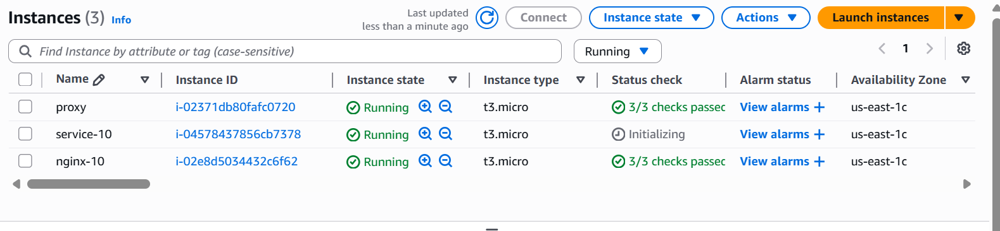 Instances (3) Info
Last updated
less than a minute ago
Connect
Instance state
Actions
Launch instances
Find Instance by attribute or tag (case-sensitive)
Running
1
Name Instance ID Instance state Instance type Status check Alarm status Availability Zone
proxy i-02371db80fafc0720 Running t3.micro 3/3 checks passec View alarms + us-east-1c
service-10 i-04578437856cb7378 Running t3.micro Initializing View alarms + us-east-1c
nginx-10 i-02e8d5034432c6f62 Running t3.micro 3/3 checks passec View alarms + us-east-1c